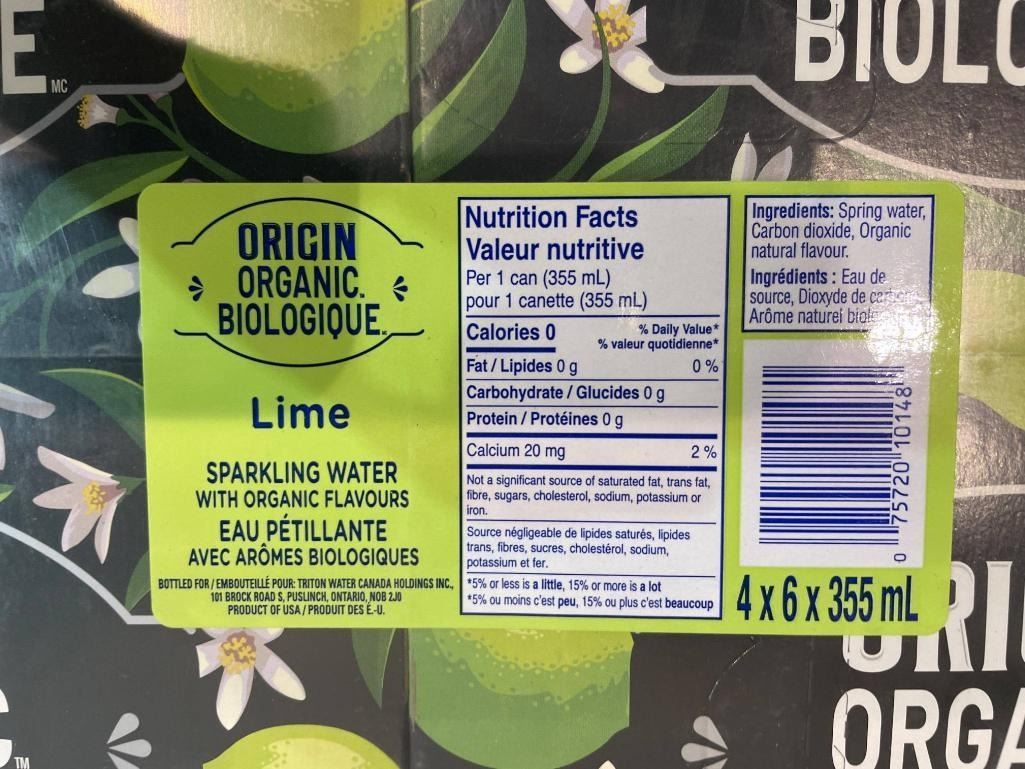 E
MC
BIOLO
ORIGIN
ORGANIC™
BIOLOGIQUE
Lime
SPARKLING WATER
WITH ORGANIC FLAVOURS
EAU PÉTILLANTE
AVEC ARÔMES BIOLOGIQUES
BOTTLED FOR / EMBOUTEILLÉ POUR: TRITON WATER CANADA HOLDINGS INC.,
101 BROCK ROAD S, PUSLINCH, ONTARIO, N0B 2J0
PRODUCT OF USA / PRODUIT DES É.-U.
Nutrition Facts
Valeur nutritive
Per 1 can (355 mL)
pour 1 canette (355 mL)
Calories 0
% Daily Value*
% valeur quotidienne*
Fat / Lipides 0 g 0 %
Carbohydrate / Glucides 0 g
Protein / Protéines 0 g
Calcium 20 mg 2 %
Not a significant source of saturated fat, trans fat,
fibre, sugars, cholesterol, sodium, potassium or
iron.
Source négligeable de lipides saturés, lipides
trans, fibres, sucres, cholestérol, sodium,
potassium et fer.
*5% or less is a little, 15% or more is a lot
*5% ou moins c'est peu, 15% ou plus c'est beaucoup
Ingredients: Spring water,
Carbon dioxide, Organic
natural flavour.
Ingrédients : Eau de
source, Dioxyde de
Arôme naturel
0 75720 10148
4 x 6 x 355 mL
ORI
ORGA
TM